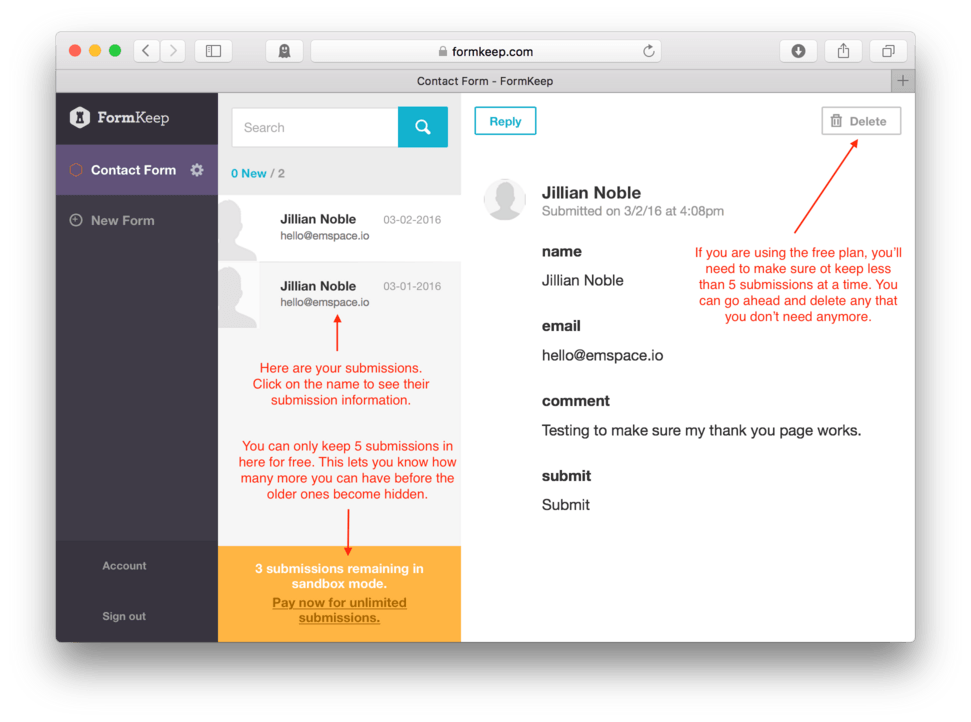 formkeep.com
Contact Form - FormKeep
FormKeep
Contact Form
New Form
Account
Sign out
Search
0 New / 2
Jillian Noble 03-02-2016
hello@emspace.io
Jillian Noble 03-01-2016
hello@emspace.io
Here are your submissions.
Click on the name to see their
submission information.
You can only keep 5 submissions in
here for free. This lets you know how
many more you can have before the
older ones become hidden.
3 submissions remaining in
sandbox mode.
Pay now for unlimited
submissions.
Reply
Delete
Jillian Noble
Submitted on 3/2/16 at 4:08pm
name
Jillian Noble
email
hello@emspace.io
comment
Testing to make sure my thank you page works.
submit
Submit
If you are using the free plan, you'll
need to make sure ot keep less
than 5 submissions at a time. You
can go ahead and delete any that
you don't need anymore.